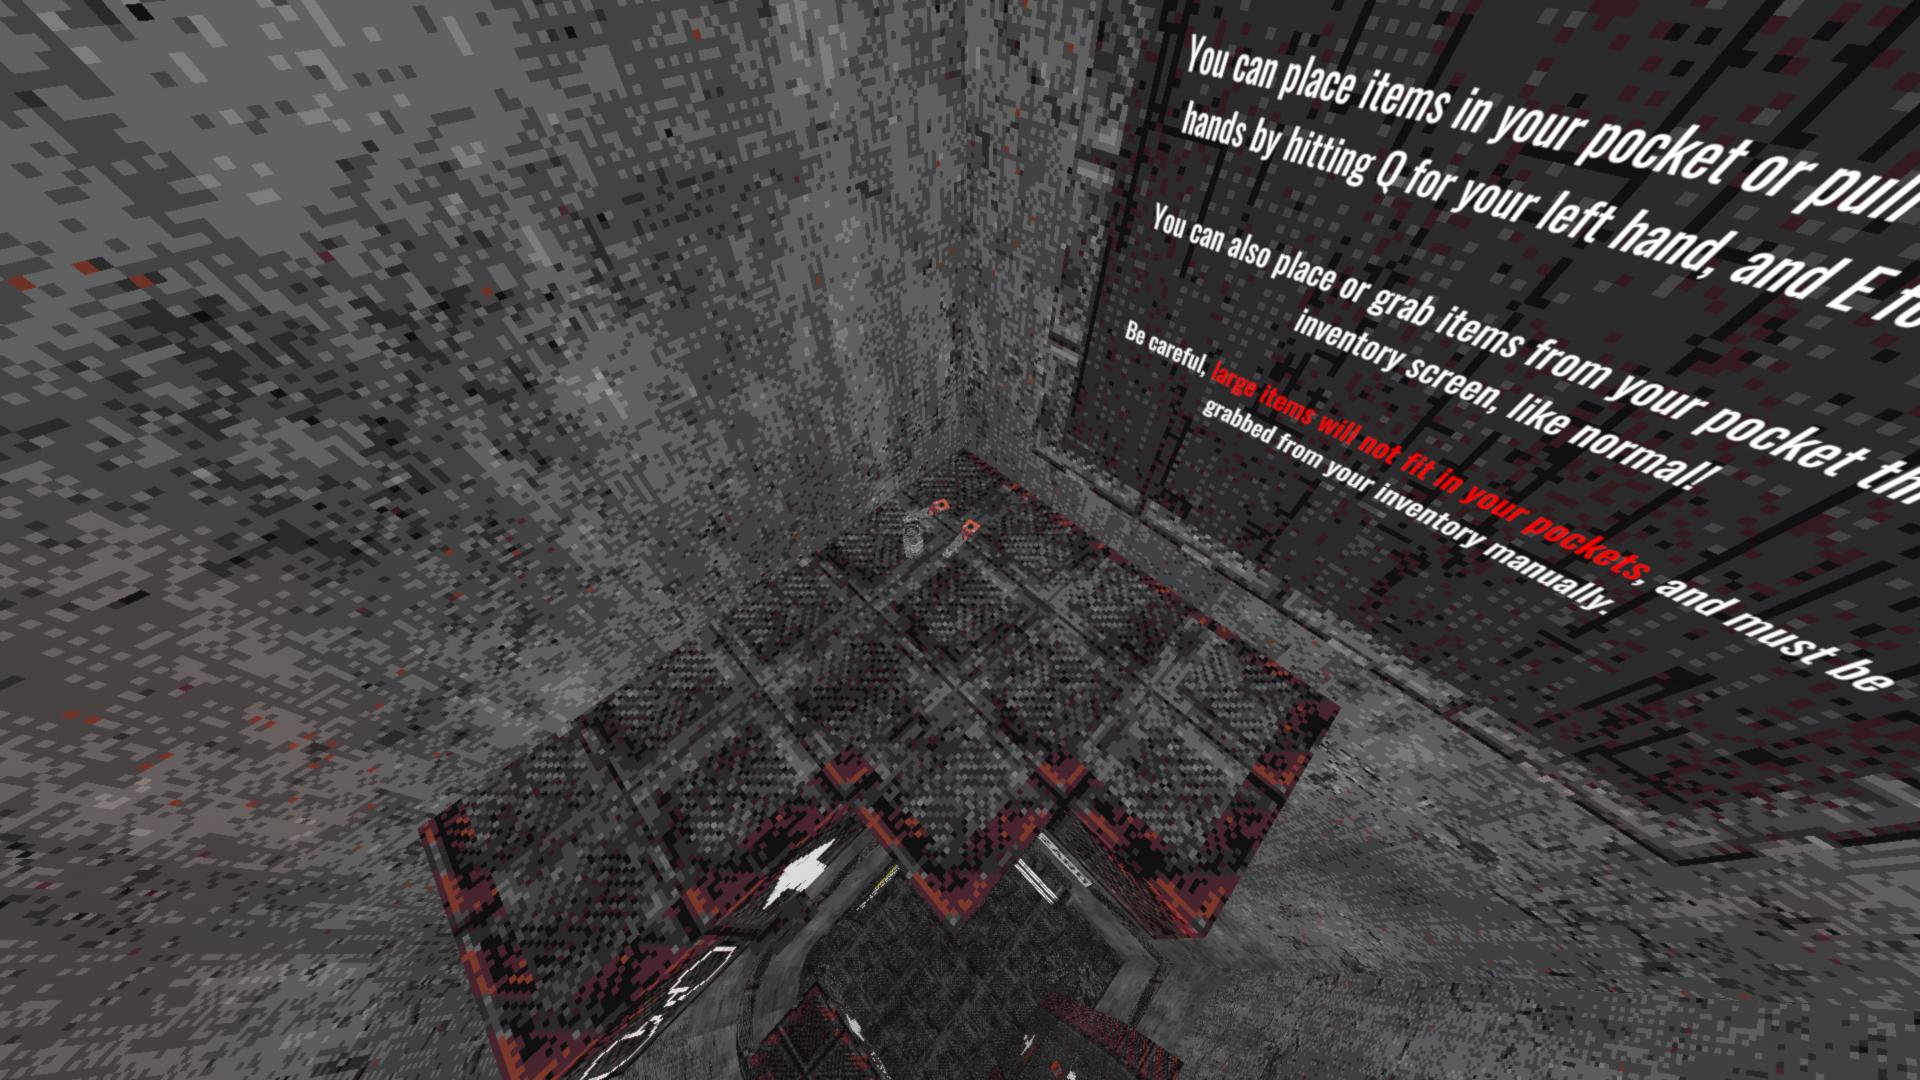 You can place items in your pocket or pull
hands by hitting Q for your left hand, and E fo
You can also place or grab items from your pocket th
inventory screen, like normal!
Be careful, large items will not fit in your pockets, and must be
grabbed from your inventory manually.